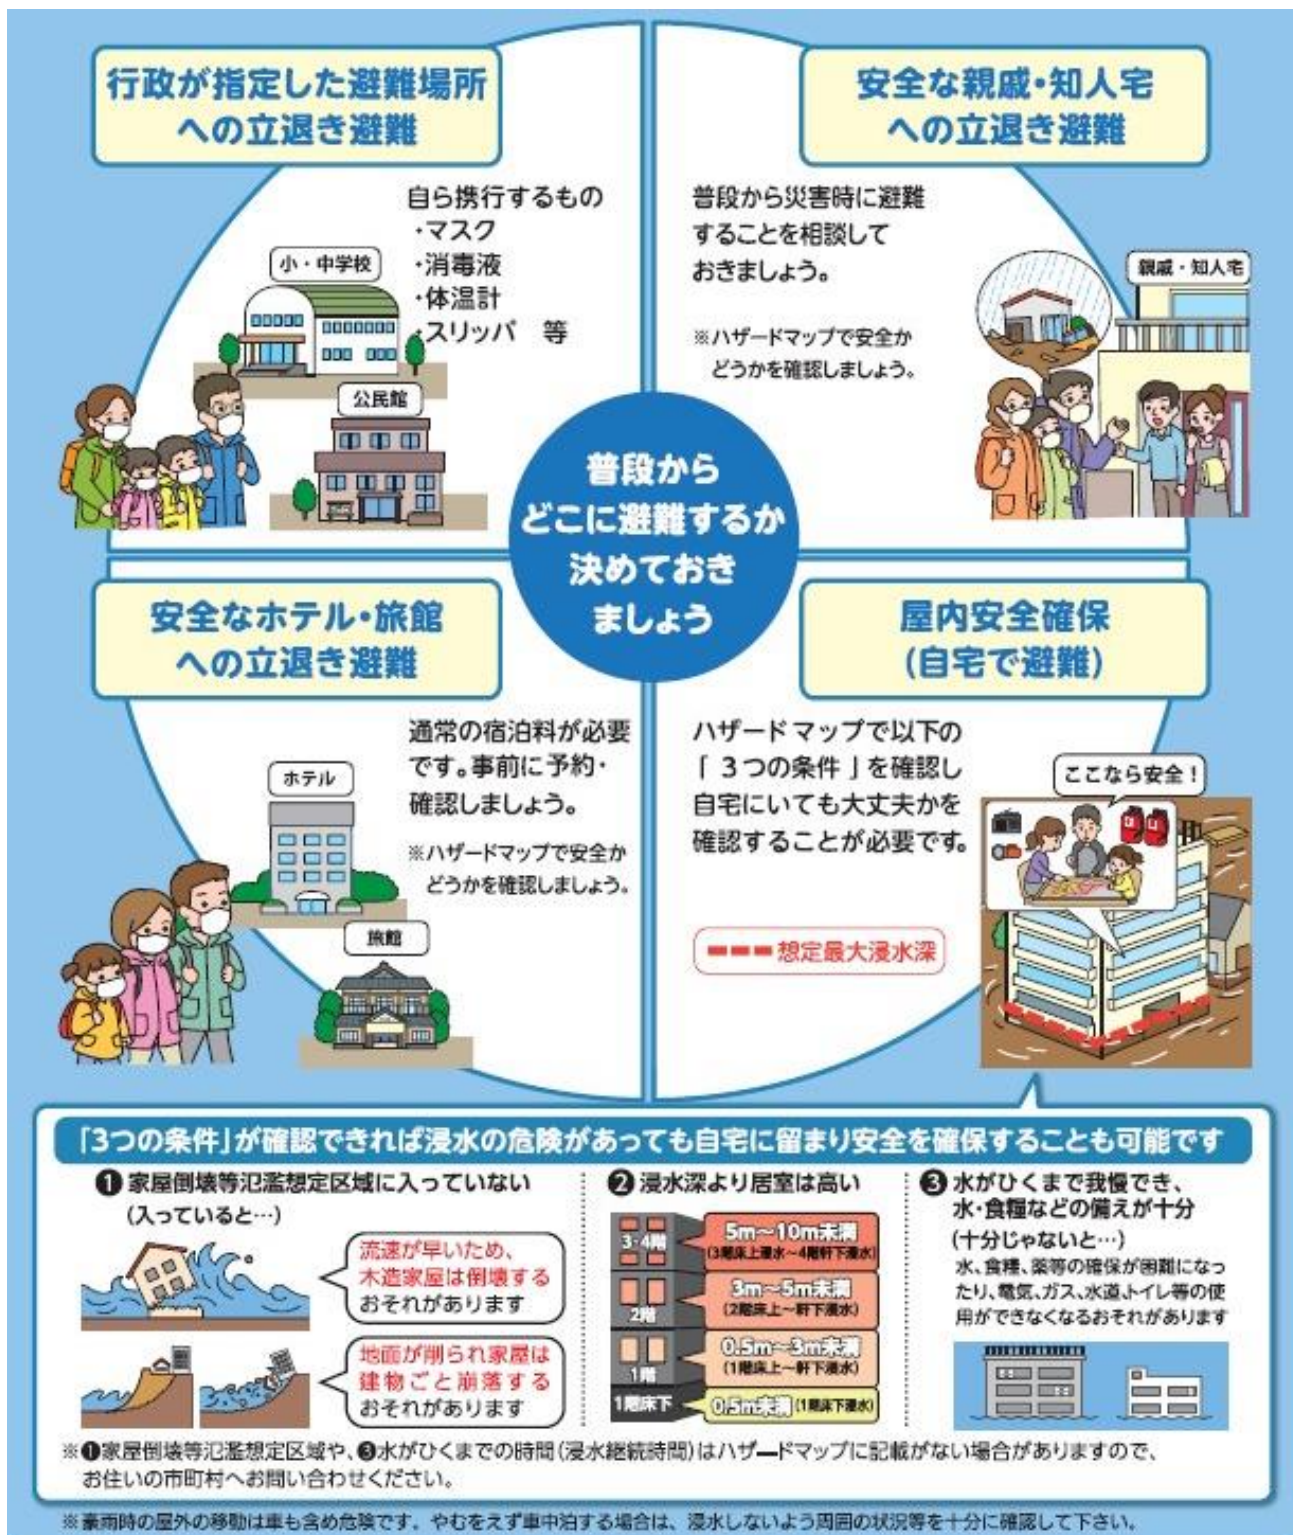 行政が指定した避難場所
への立退き避難
自ら携行するもの
・マスク
・消毒液
・体温計
・スリッパ　等
小・中学校
公民館
安全な親戚・知人宅
への立退き避難
普段から災害時に避難
することを相談して
おきましょう。
※ハザードマップで安全か
どうかを確認しましょう。
親戚・知人宅
普段から
どこに避難するか
決めておき
ましょう
安全なホテル・旅館
への立退き避難
通常の宿泊料が必要
です。事前に予約・
確認しましょう。
※ハザードマップで安全か
どうかを確認しましょう。
ホテル
旅館
屋内安全確保
(自宅で避難)
ハザードマップで以下の
「3つの条件」を確認し
自宅にいても大丈夫かを
確認することが必要です。
想定最大浸水深
ここなら安全！
「3つの条件」が確認できれば浸水の危険があっても自宅に留まり安全を確保することも可能です
❶家屋倒壊等氾濫想定区域に入っていない
(入っていると…)
流速が早いため、
木造家屋は倒壊する
おそれがあります
地面が削られ家屋は
建物ごと崩落する
おそれがあります
❷浸水深より居室は高い
3・4階
5m〜10m未満
(3階床上浸水〜4階軒下浸水)
2階
3m〜5m未満
(2階床上〜軒下浸水)
1階
0.5m〜3m未満
(1階床上〜軒下浸水)
1階床下
0.5m未満(1階床下浸水)
❸水がひくまで我慢でき、
水・食糧などの備えが十分
(十分じゃないと…)
水、食糧、薬等の確保が困難になっ
たり、電気、ガス、水道、トイレ等の使
用ができなくなるおそれがあります
※❶家屋倒壊等氾濫想定区域や、❸水がひくまでの時間(浸水継続時間)はハザードマップに記載がない場合がありますので、
お住いの市町村へお問い合わせください。
※豪雨時の屋外の移動は車も含め危険です。やむをえず車中泊する場合は、浸水しないよう周囲の状況等を十分に確認して下さい。